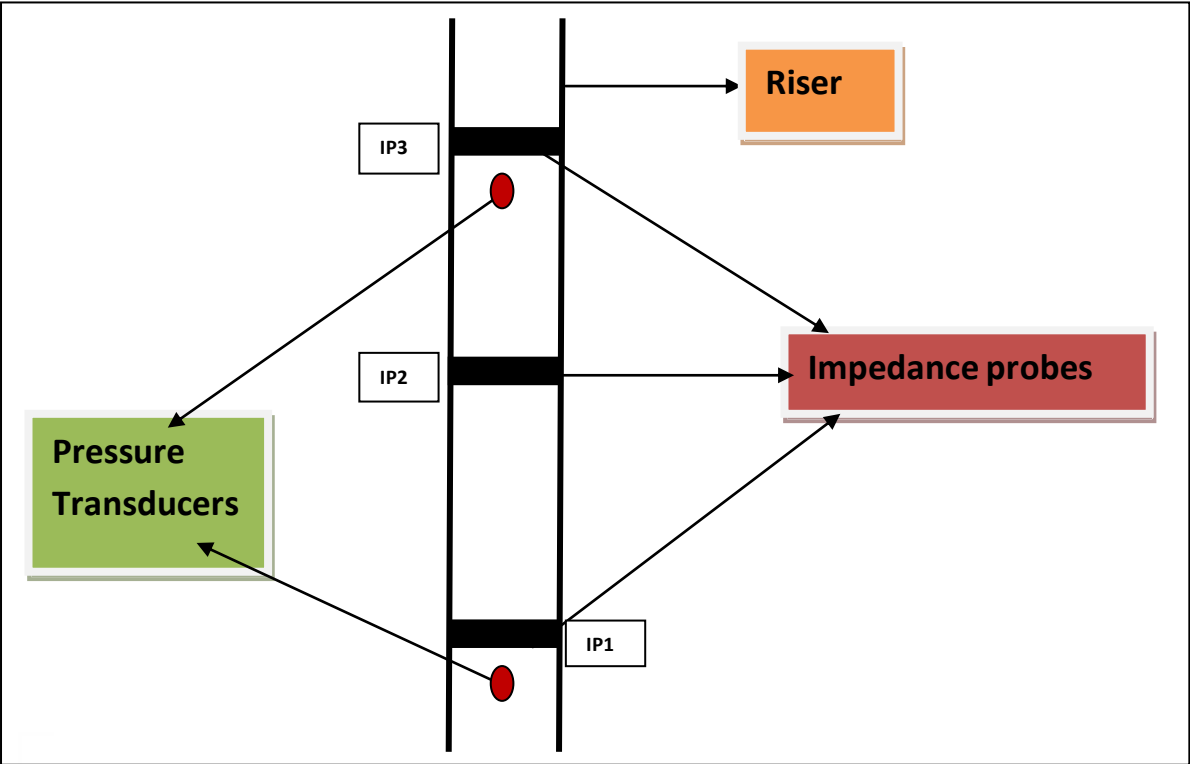 Riser
IP3
IP2
Impedance probes
Pressure
Transducers
IP1